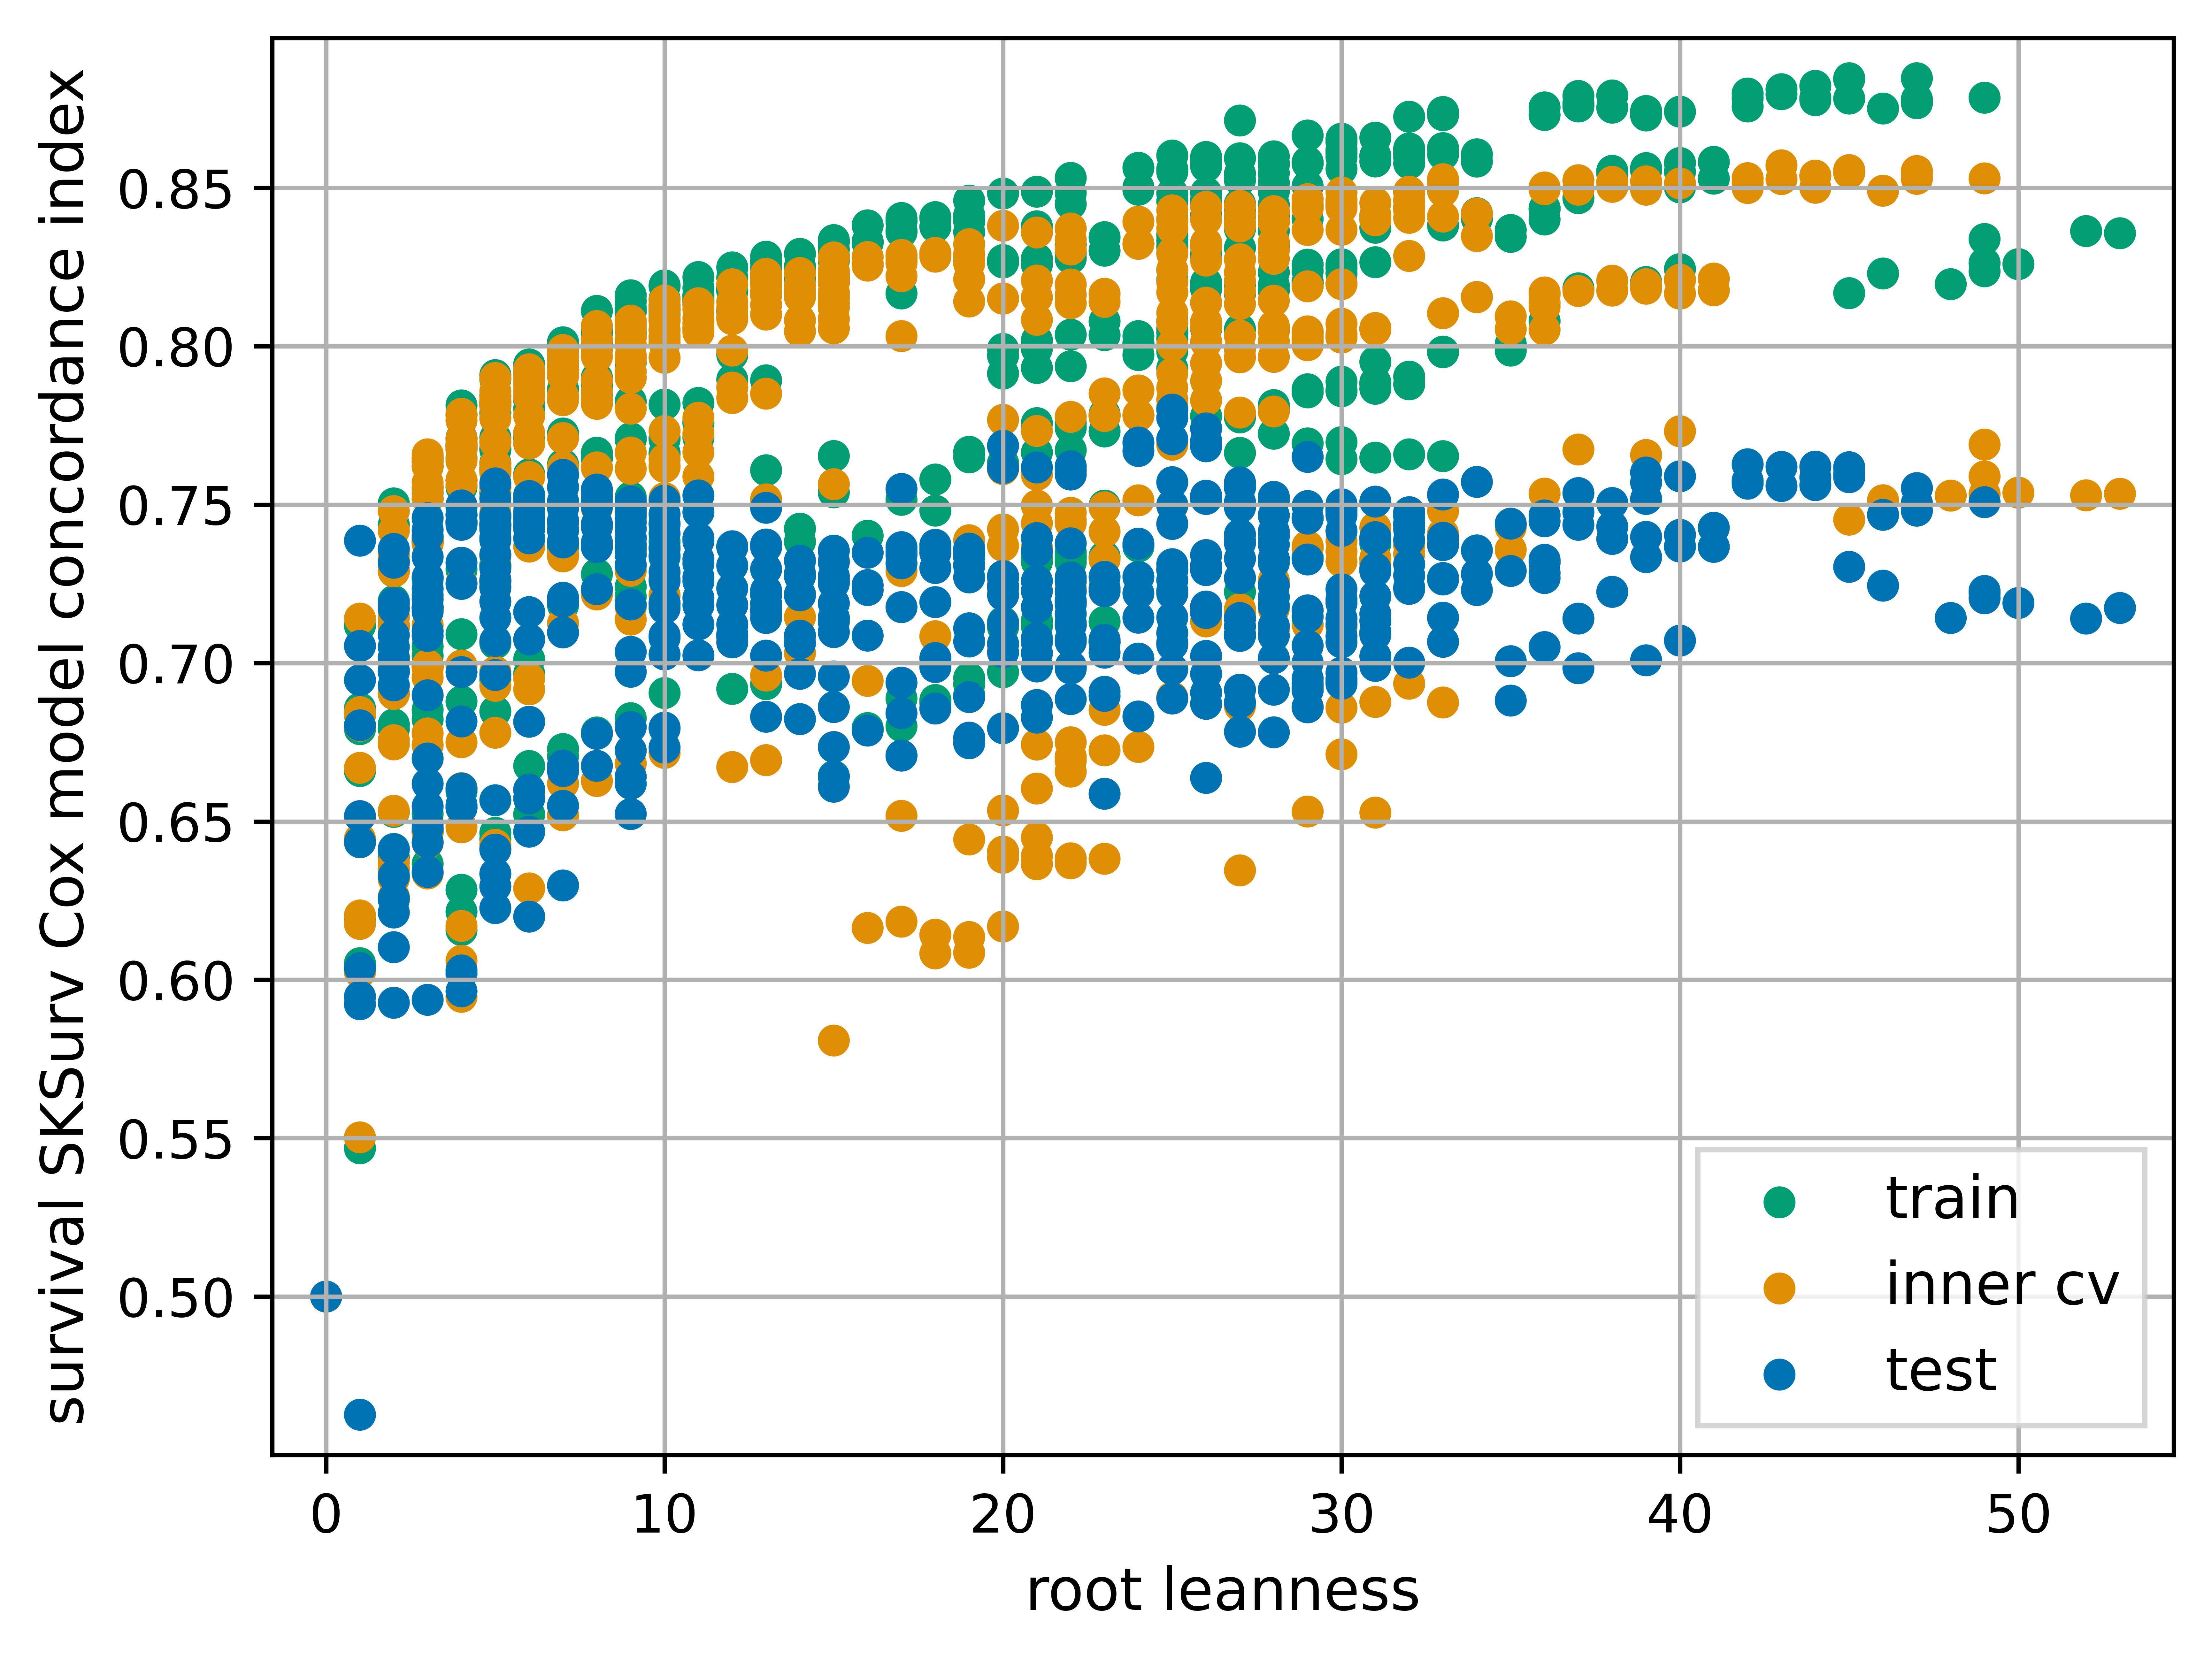 survival SKSurv Cox model concordance index
0.85
0.80
0.75
0.70
0.65
0.60
0.55
0.50
train
inner cv
test
0 10 20 30 40 50
root leanness